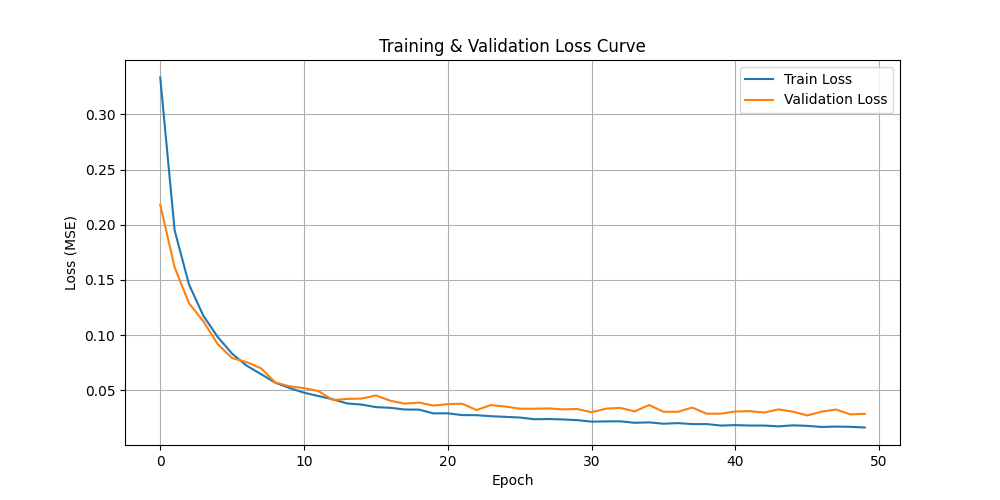 Training & Validation Loss Curve
Train Loss
Validation Loss
Loss (MSE)
0.30
0.25
0.20
0.15
0.10
0.05
0 10 20 30 40 50
Epoch